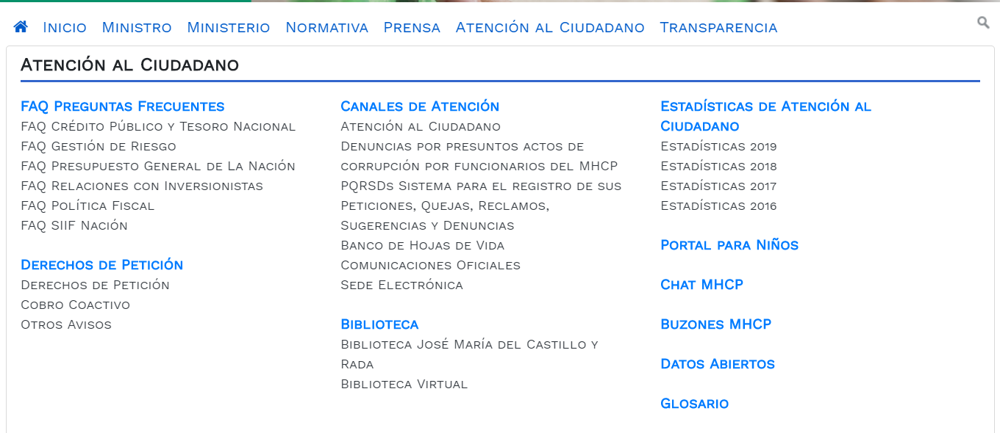 Inicio Ministro Ministerio Normativa Prensa Atención al Ciudadano Transparencia
Atención al Ciudadano
FAQ Preguntas Frecuentes
FAQ Crédito Público y Tesoro Nacional
FAQ Gestión de Riesgo
FAQ Presupuesto General de La Nación
FAQ Relaciones con Inversionistas
FAQ Política Fiscal
FAQ SIIF Nación
Derechos de Petición
Derechos de Petición
Cobro Coactivo
Otros Avisos
Canales de Atención
Atención al Ciudadano
Denuncias por presuntos actos de
corrupción por funcionarios del MHCP
PQRSDs Sistema para el registro de sus
Peticiones, Quejas, Reclamos,
Sugerencias y Denuncias
Banco de Hojas de Vida
Comunicaciones Oficiales
Sede Electrónica
Biblioteca
Biblioteca José María del Castillo y
Rada
Biblioteca Virtual
Estadísticas de Atención al
Ciudadano
Estadísticas 2019
Estadísticas 2018
Estadísticas 2017
Estadísticas 2016
Portal para Niños
Chat MHCP
Buzones MHCP
Datos Abiertos
Glosario